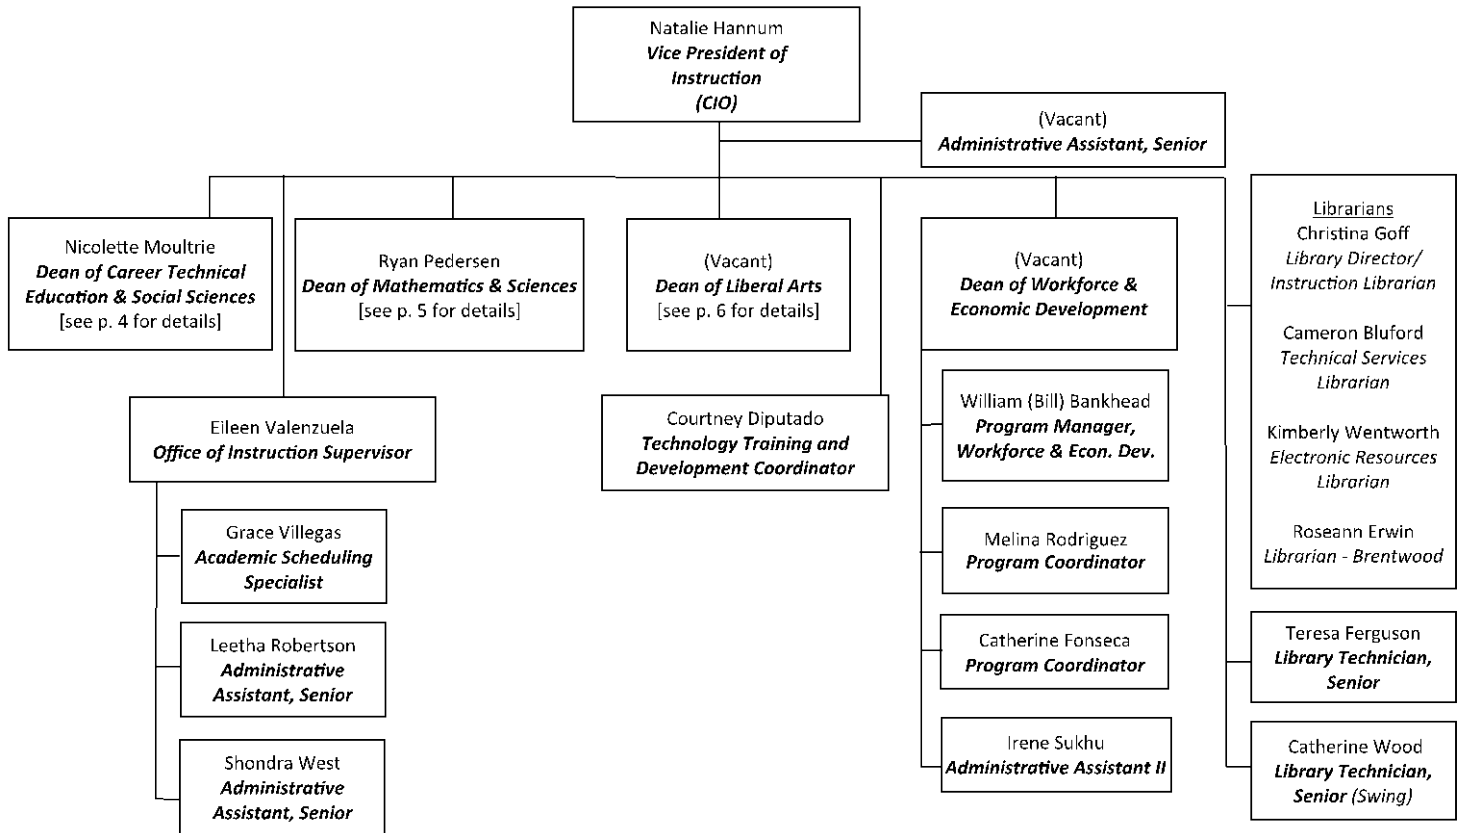 Natalie Hannum
Vice President of
Instruction
(CIO)
(Vacant)
Administrative Assistant, Senior
Nicolette Moultrie
Dean of Career Technical
Education & Social Sciences
[see p. 4 for details]
Ryan Pedersen
Dean of Mathematics & Sciences
[see p. 5 for details]
(Vacant)
Dean of Liberal Arts
[see p. 6 for details]
(Vacant)
Dean of Workforce &
Economic Development
Librarians
Christina Goff
Library Director/
Instruction Librarian
Cameron Bluford
Technical Services
Librarian
Kimberly Wentworth
Electronic Resources
Librarian
Roseann Erwin
Librarian - Brentwood
Eileen Valenzuela
Office of Instruction Supervisor
Courtney Diputado
Technology Training and
Development Coordinator
William (Bill) Bankhead
Program Manager,
Workforce & Econ. Dev.
Grace Villegas
Academic Scheduling
Specialist
Melina Rodriguez
Program Coordinator
Leetha Robertson
Administrative
Assistant, Senior
Catherine Fonseca
Program Coordinator
Teresa Ferguson
Library Technician,
Senior
Shondra West
Administrative
Assistant, Senior
Irene Sukhu
Administrative Assistant II
Catherine Wood
Library Technician,
Senior (Swing)